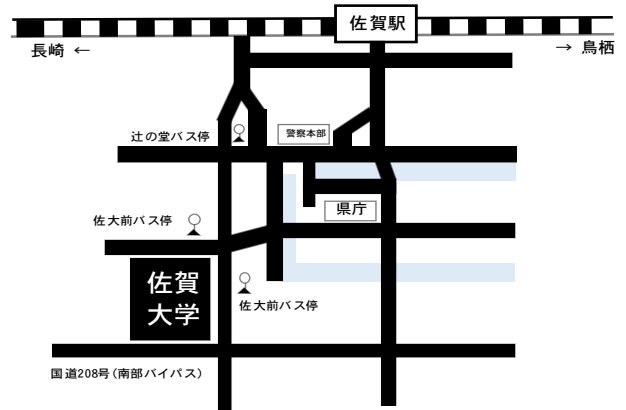 佐賀駅
長崎 ←
→ 鳥栖
辻の堂バス停
警察本部
県庁
佐大前バス停
佐賀
大学
佐大前バス停
国道208号(南部バイパス)